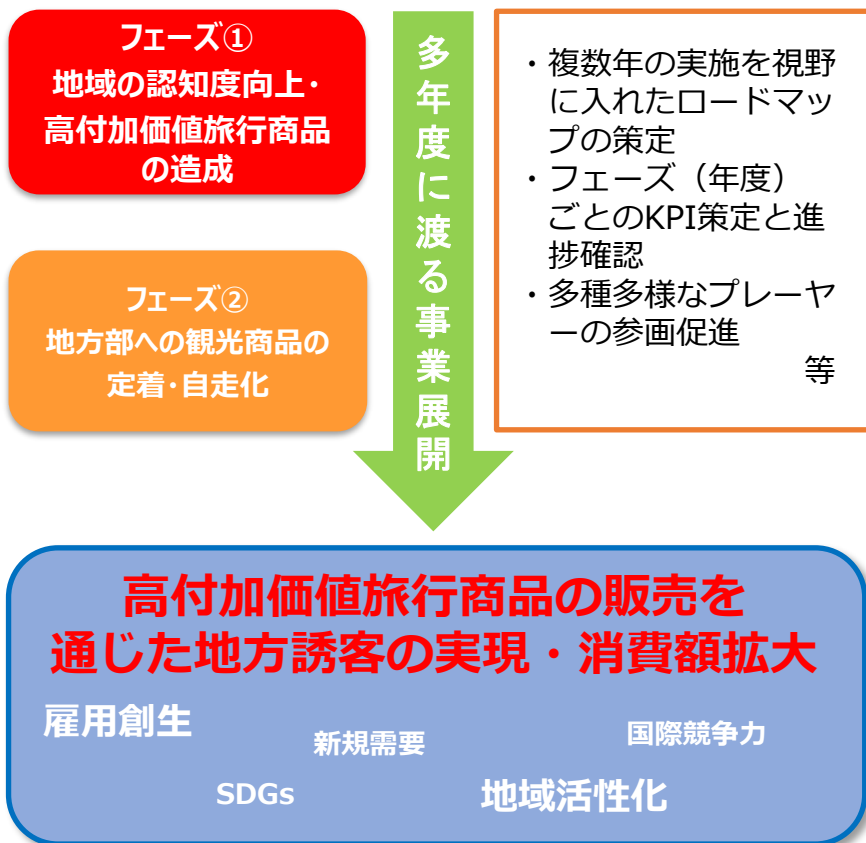 フェーズ①
地域の認知度向上・
高付加価値旅行商品
の造成
フェーズ②
地方部への観光商品の
定着・自走化
多年度に渡る事業展開
・複数年の実施を視野
に入れたロードマッ
プの策定
・フェーズ（年度）
ごとのKPI策定と進
捗確認
・多種多様なプレーヤ
ーの参画促進
等
高付加価値旅行商品の販売を
通じた地方誘客の実現・消費額拡大
雇用創生
新規需要
国際競争力
SDGs
地域活性化